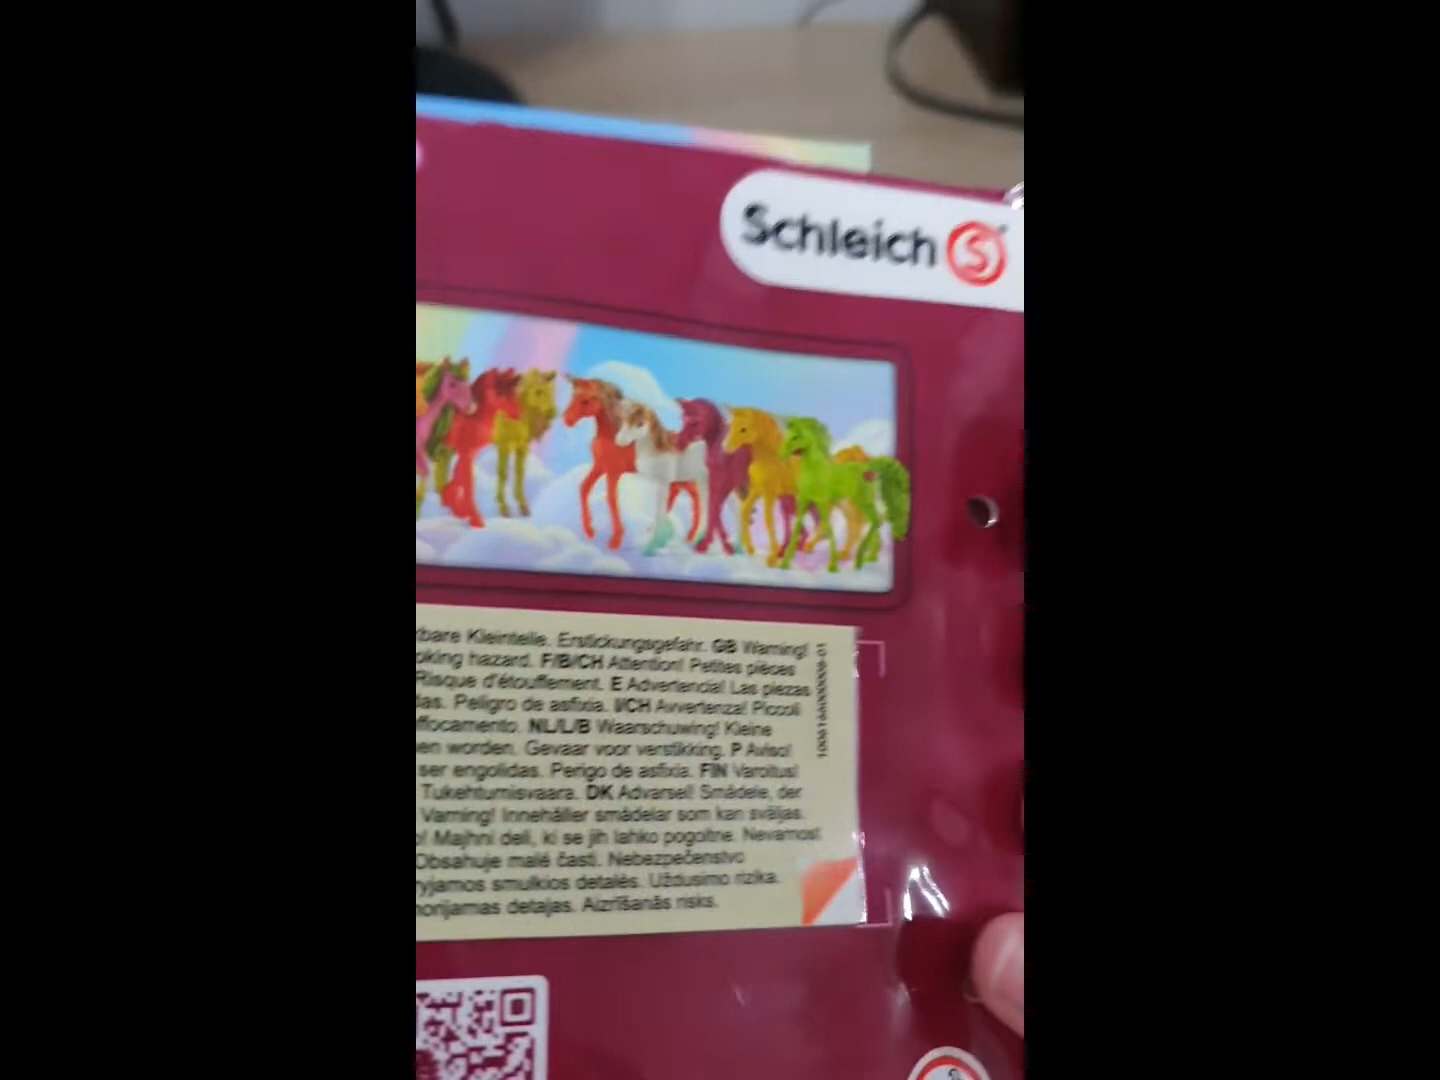 Schleich S
bare Kleinteile. Erstickungsgefahr. GB Warning!
oking hazard. F/B/CH Attention! Petites pièces
Risque d'étouffement. E Advertencia! Las piezas
das. Peligro de asfixia. I/CH Avvertenza! Piccoli
ffocamento. NL/L/B Waarschuwing! Kleine
en worden. Gevaar voor verstikking. P Aviso!
ser engolidas. Perigo de asfixia. FIN Varoitus!
Tukehtumisvaara. DK Advarsel! Smådele, der
Varning! Innehåller smådelar som kan sväljas.
o! Majhni deli, ki se jih lahko pogoltne. Nevarnost
Obsahuje malé časti. Nebezpečenstvo
yjamos smulkios detalės. Uždusimo rizika.
norijamas detaļas. Aizrīšanās risks.